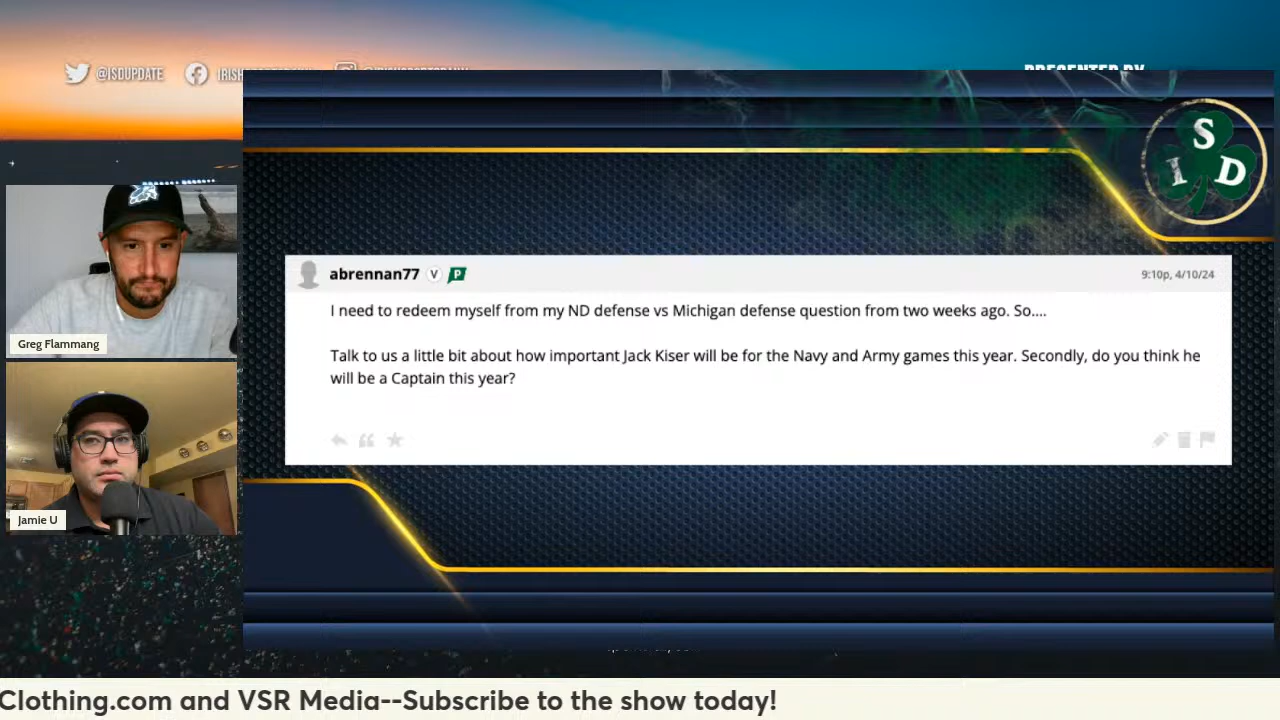 @ISDUPDATE
PRESENTED BY
I S D
abrennan77 V P
9:10p, 4/10/24
I need to redeem myself from my ND defense vs Michigan defense question from two weeks ago. So....
Talk to us a little bit about how important Jack Kiser will be for the Navy and Army games this year. Secondly, do you think he
will be a Captain this year?
Greg Flammang
Jamie U
Clothing.com and VSR Media--Subscribe to the show today!